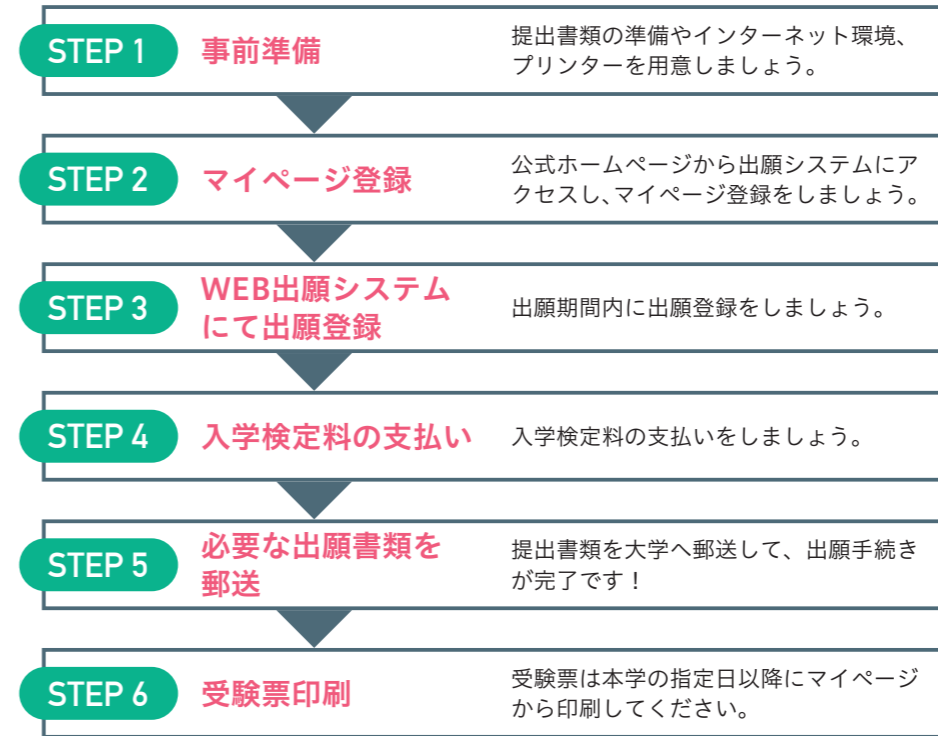 STEP 1
事前準備
提出書類の準備やインターネット環境、
プリンターを用意しましょう。
STEP 2
マイページ登録
公式ホームページから出願システムにア
クセスし、マイページ登録をしましょう。
STEP 3
WEB出願システム
にて出願登録
出願期間内に出願登録をしましょう。
STEP 4
入学検定料の支払い
入学検定料の支払いをしましょう。
STEP 5
必要な出願書類を
郵送
提出書類を大学へ郵送して、出願手続き
が完了です！
STEP 6
受験票印刷
受験票は本学の指定日以降にマイページ
から印刷してください。